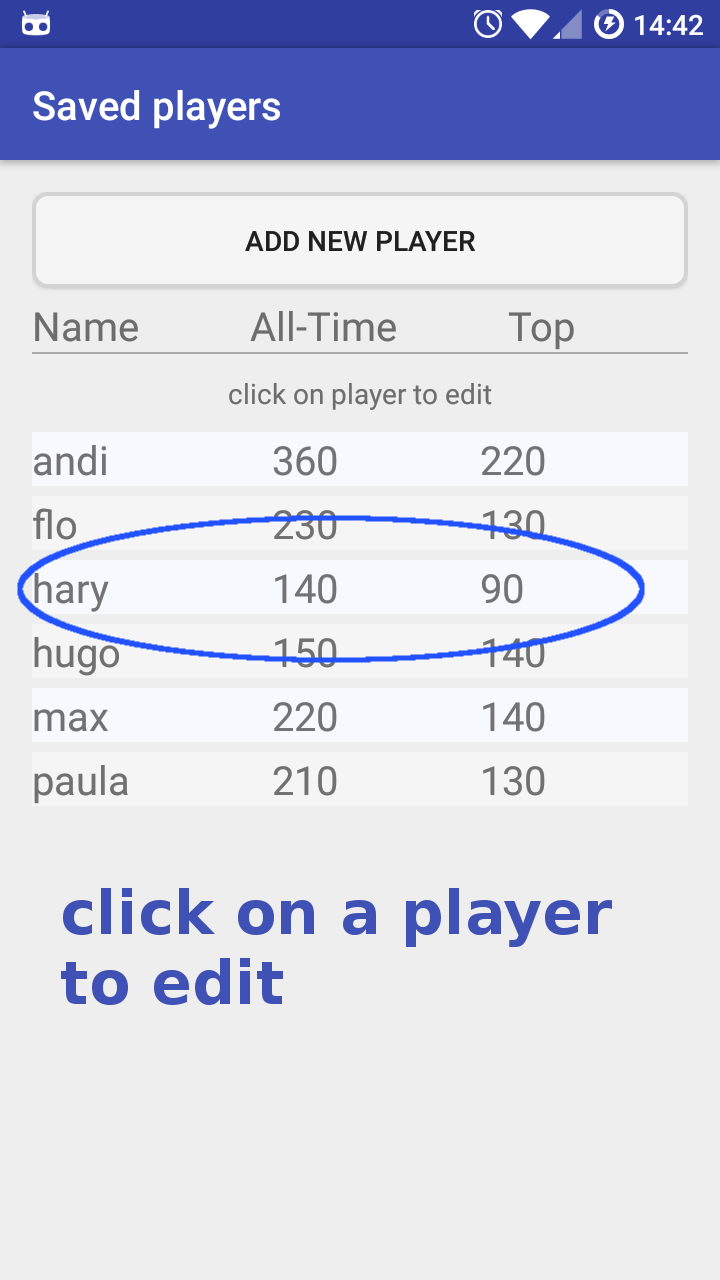 14:42
Saved players
ADD NEW PLAYER
Name All-Time Top
click on player to edit
andi 360 220
flo 230 130
hary 140 90
hugo 150 140
max 220 140
paula 210 130
click on a player
to edit